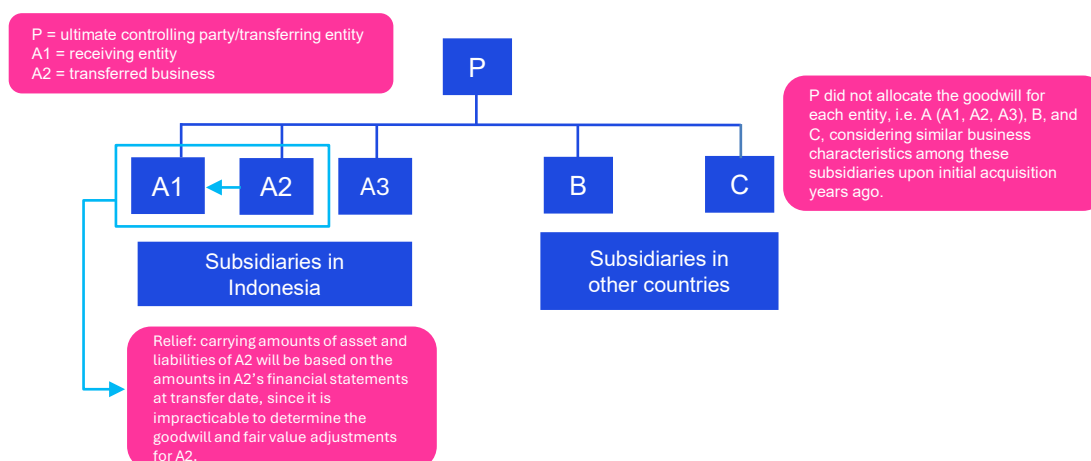 P = ultimate controlling party/transferring entity
A1 = receiving entity
A2 = transferred business
P
P did not allocate the goodwill for
each entity, i.e. A (A1, A2, A3), B, and
C, considering similar business
characteristics among these
subsidiaries upon initial acquisition
years ago.
A1
A2
A3
B
C
Subsidiaries in
Indonesia
Subsidiaries in
other countries
Relief: carrying amounts of asset and
liabilities of A2 will be based on the
amounts in A2's financial statements
at transfer date, since it is
impracticable to determine the
goodwill and fair value adjustments
for A2.